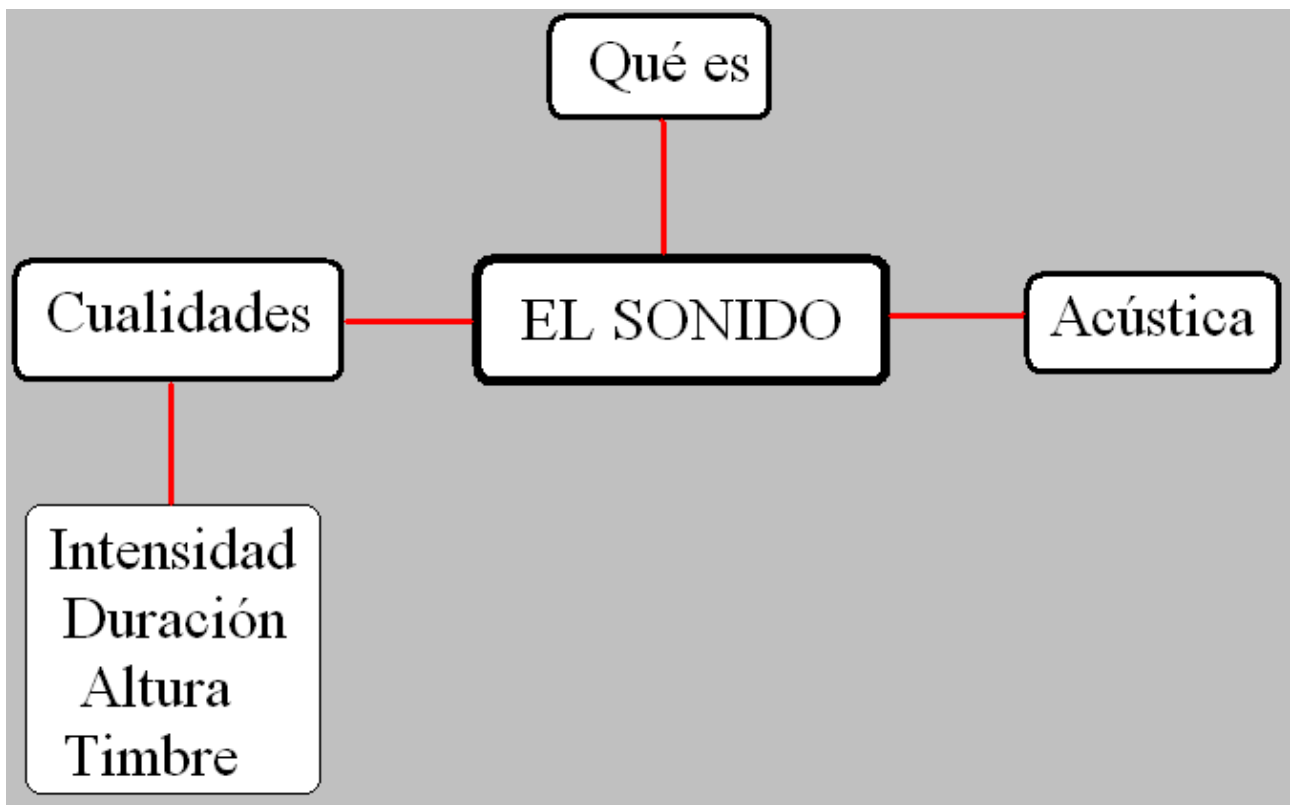 Qué es
Cualidades
EL SONIDO
Acústica
Intensidad
Duración
Altura
Timbre